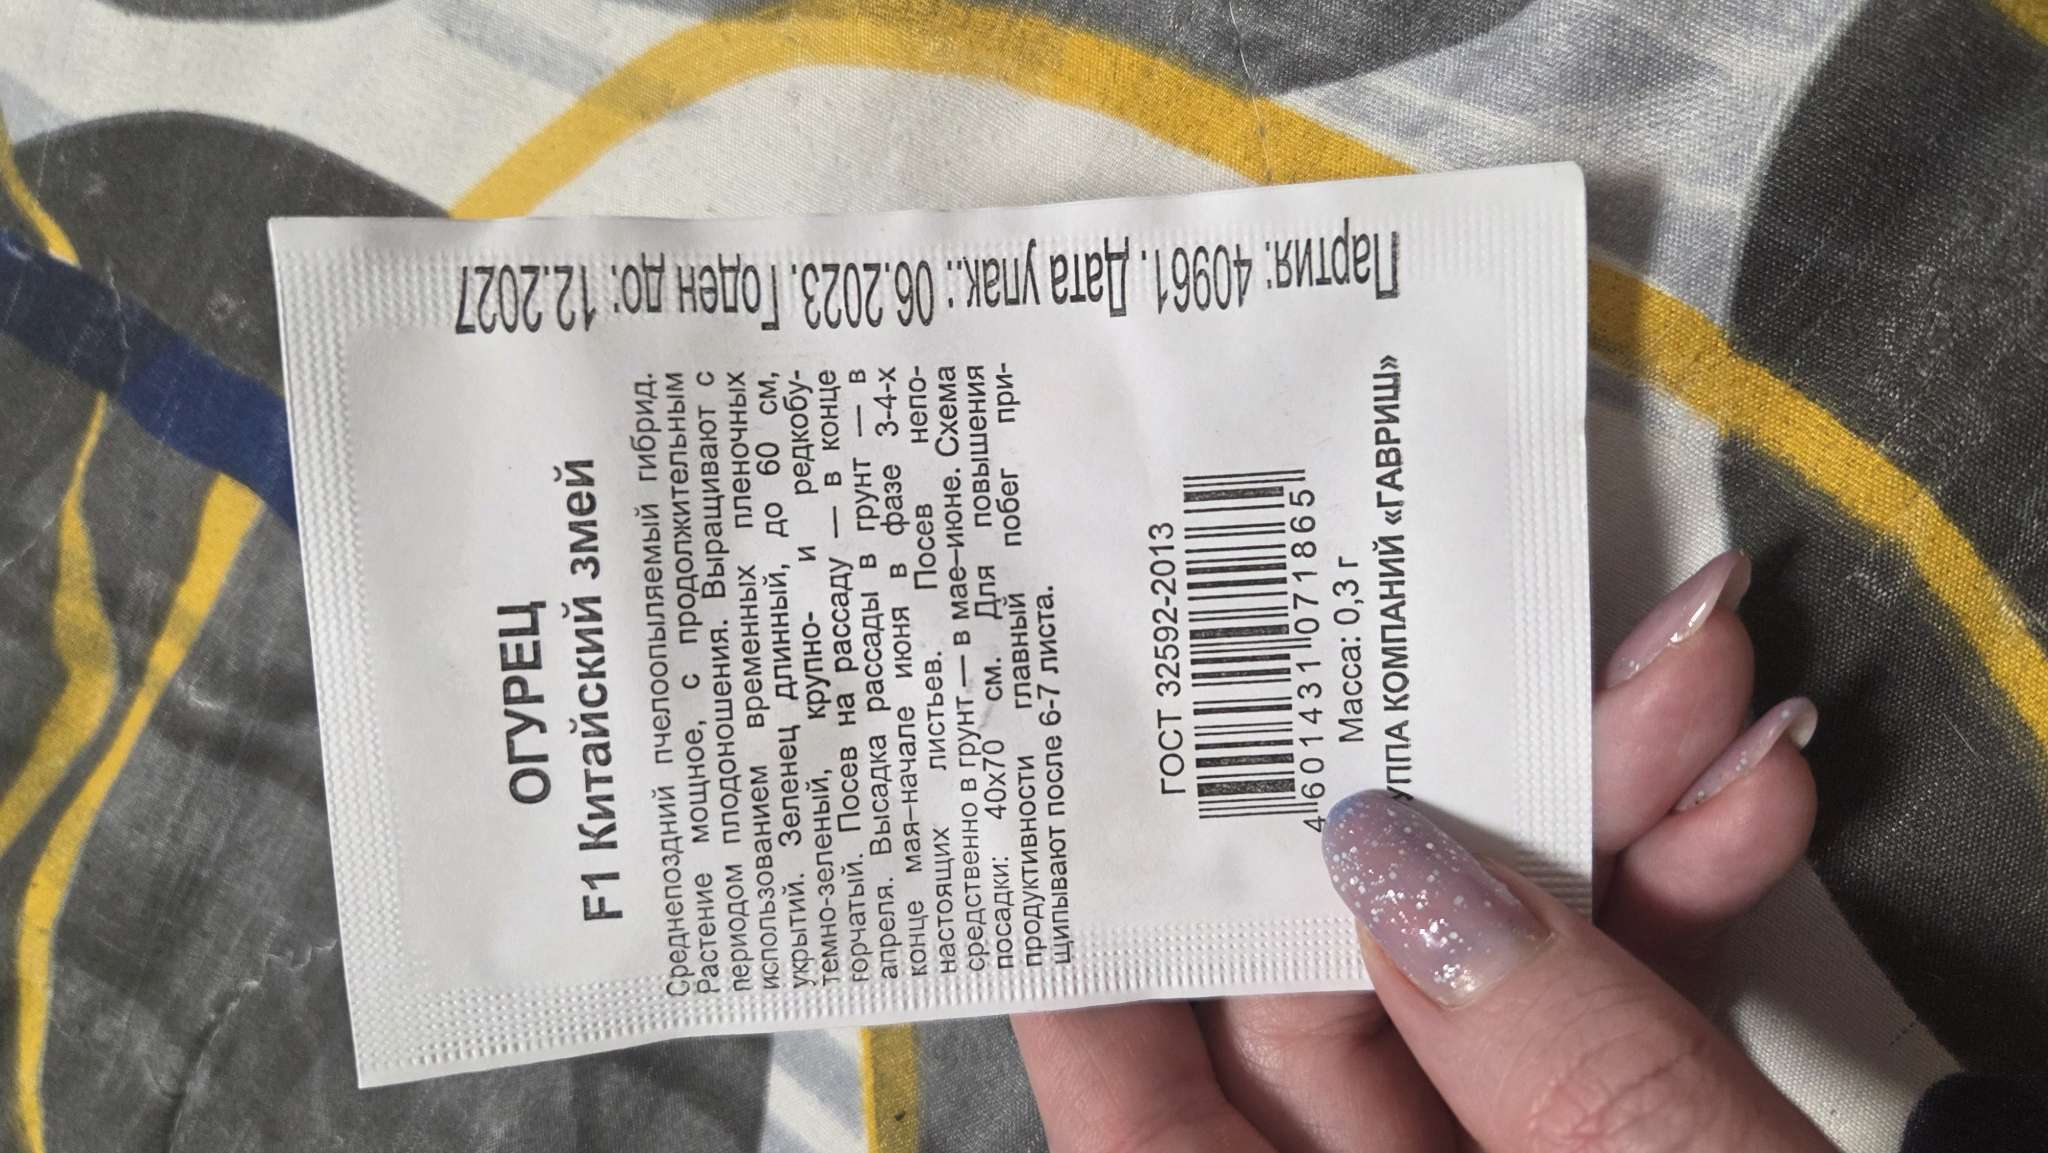 ОГУРЕЦ
F1 Китайский змей
Среднепоздний пчелоопыляемый гибрид.
Растение мощное, с продолжительным
периодом плодоношения. Выращивают с
использованием временных пленочных
укрытий. Зеленец длинный, до 60 см,
темно-зеленый, крупно- и редкобу-
горчатый. Посев на рассаду — в конце
апреля. Высадка рассады в грунт — в
конце мая–начале июня в фазе 3-4-х
настоящих листьев. Посев непо-
средственно в грунт — в мае–июне. Схема
посадки: 40х70 см. Для повышения
продуктивности главный побег при-
щипывают после 6-7 листа.
ГОСТ 32592-2013
4601431071865
Масса: 0,3 г
УППА КОМПАНИЙ «ГАВРИШ»
Партия: 40961. Дата упак.: 06.2023. Годен до: 12.2027